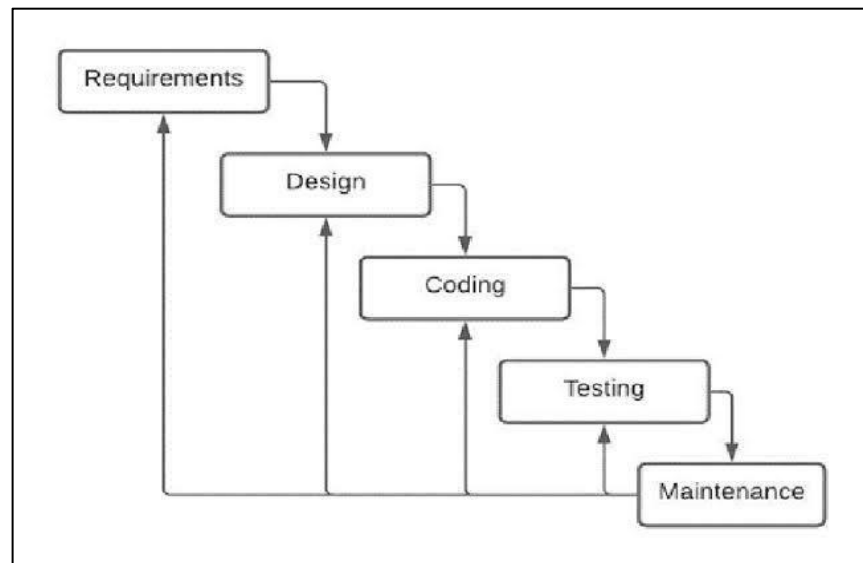 Requirements
Design
Coding
Testing
Maintenance